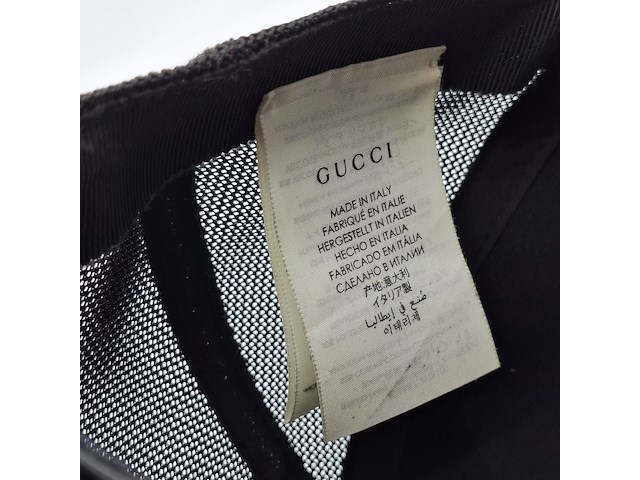 GUCCI
MADE IN ITALY
FABRIQUÉ EN ITALIE
HERGESTELLT IN ITALIEN
HECHO EN ITALIA
FABRICADO EM ITÁLIA
СДЕЛАНО В ИТАЛИИ
产地:意大利
イタリア製
صنع في إيطاليا
이태리제